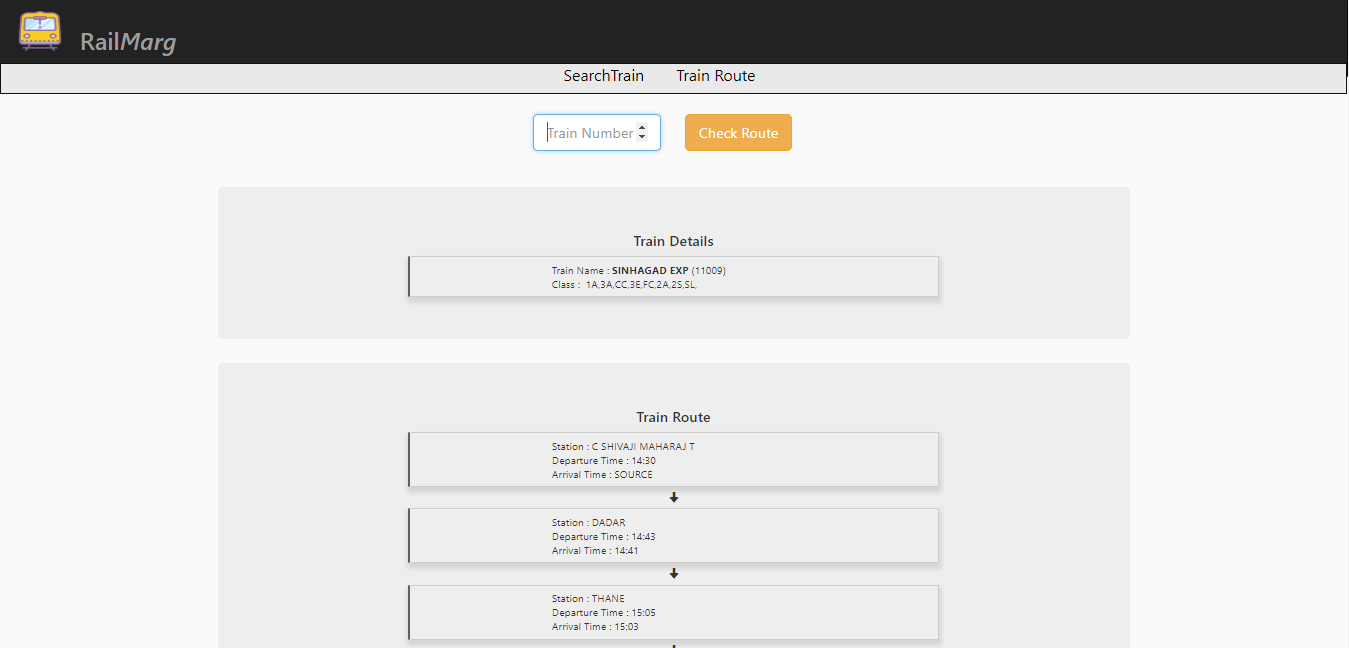 RailMarg
SearchTrain Train Route
Train Number Check Route
Train Details
Train Name : SINHAGAD EXP (11009)
Class : 1A,3A,CC,3E,FC,2A,2S,SL,
Train Route
Station : C SHIVAJI MAHARAJ T
Departure Time : 14:30
Arrival Time : SOURCE
Station : DADAR
Departure Time : 14:43
Arrival Time : 14:41
Station : THANE
Departure Time : 15:05
Arrival Time : 15:03